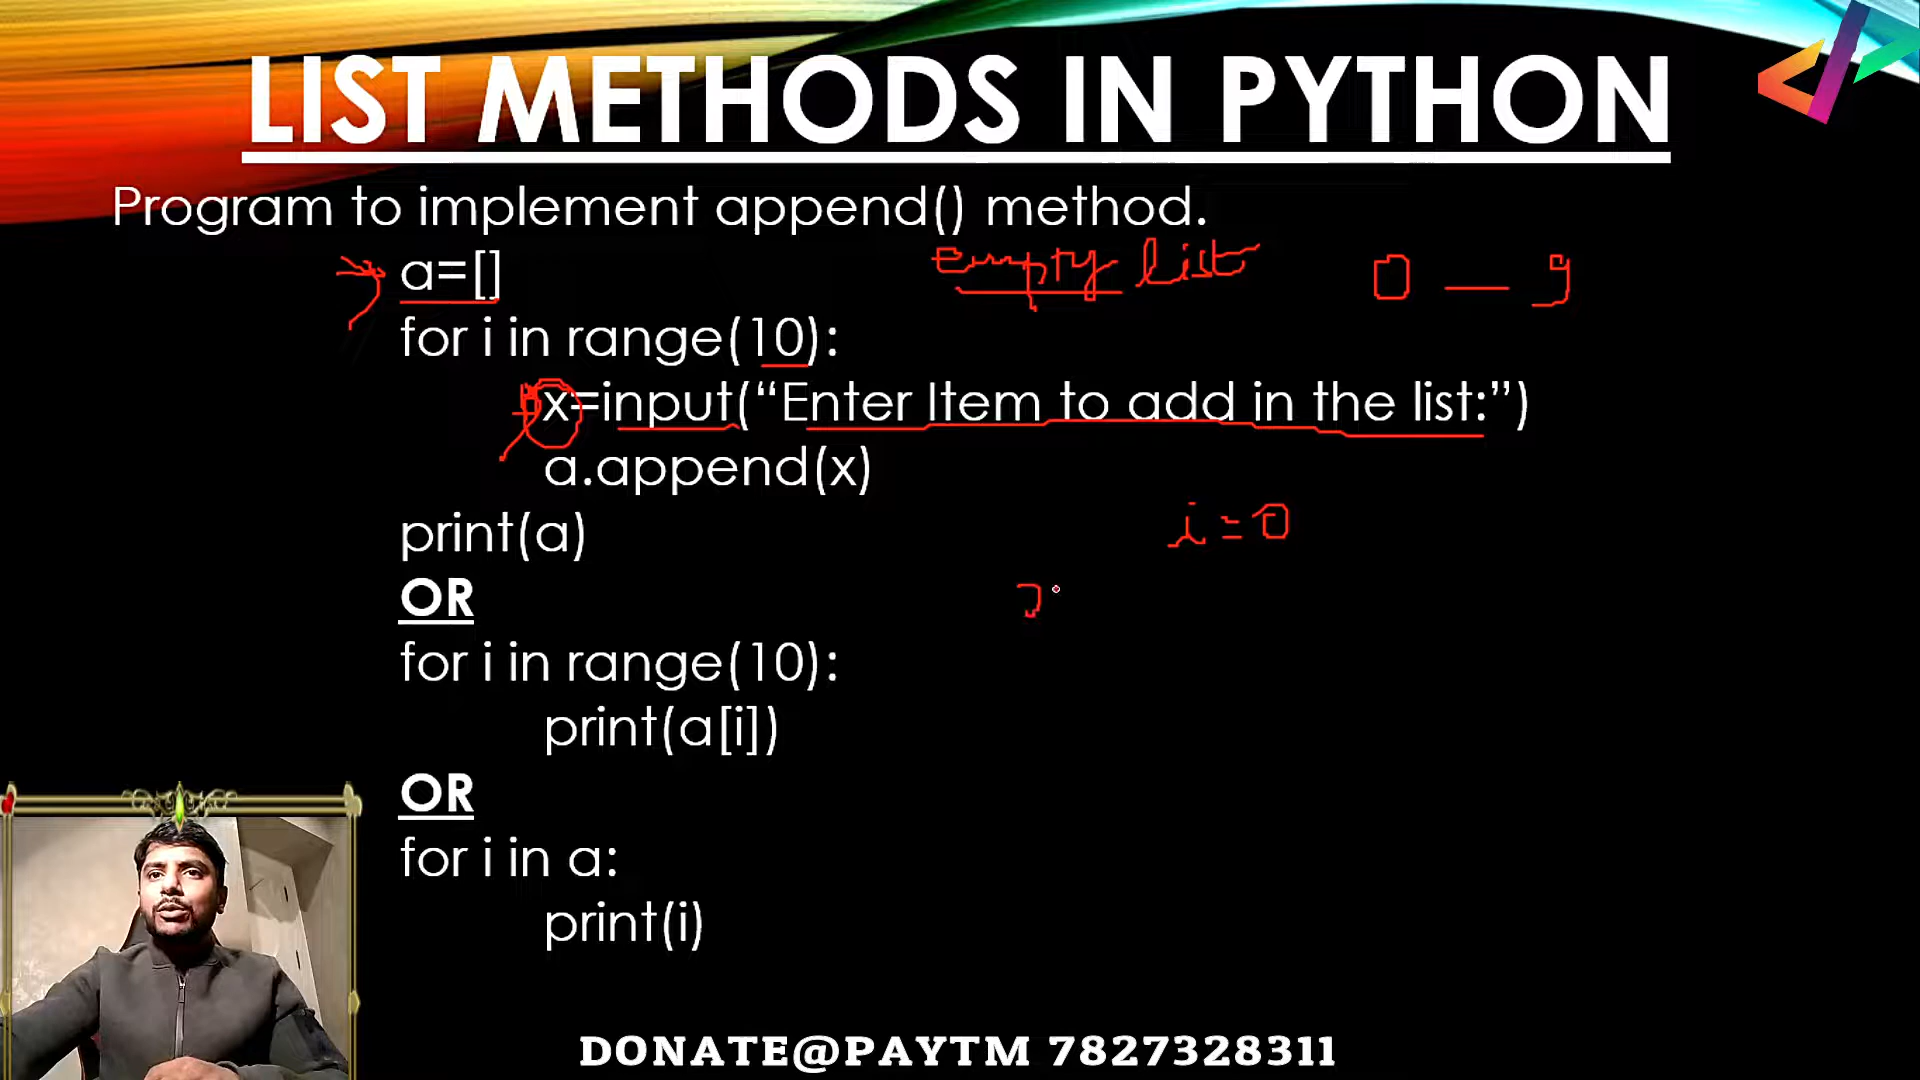 LIST METHODS IN PYTHON
Program to implement append() method.
a=[] empty list 0 — 9
for i in range(10):
x=input(“Enter Item to add in the list:”)
a.append(x)
print(a) i=0
OR
for i in range(10):
print(a[i])
OR
for i in a:
print(i)
DONATE@PAYTM 7827328311